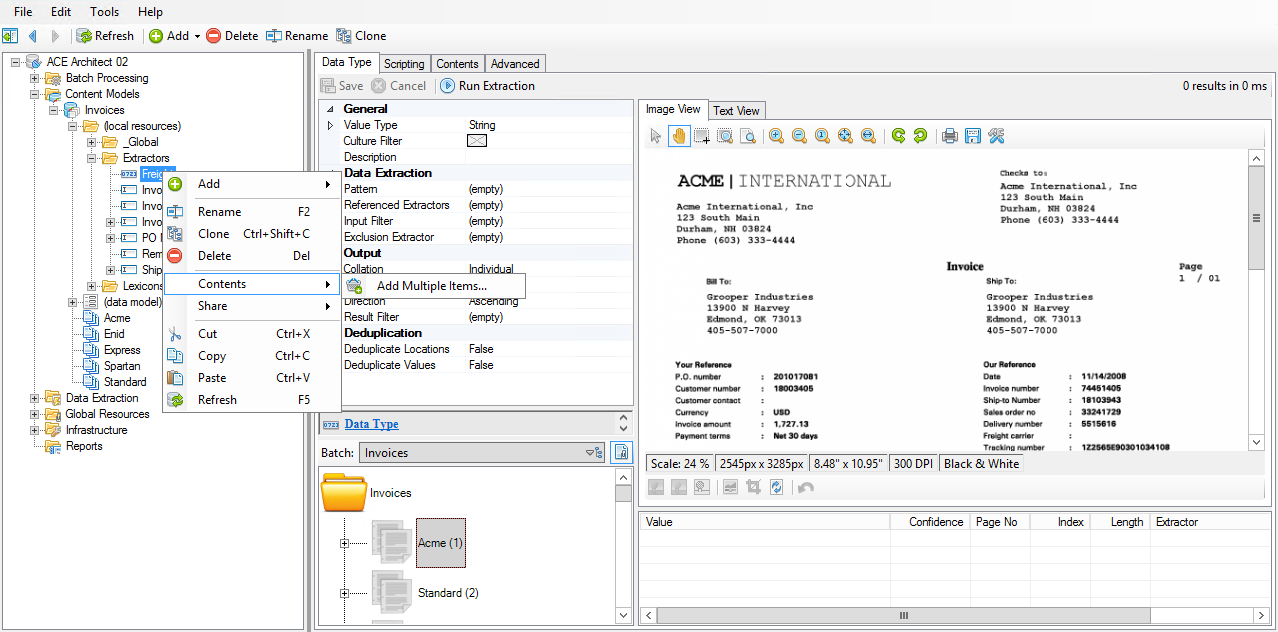 File Edit Tools Help
Refresh Add Delete Rename Clone
ACE Architect 02
Batch Processing
Content Models
Invoices
(local resources)
_Global
Extractors
Freight
Invo
Invo
Invo
PO
Rem
Ship
Lexicons
(data model)
Acme
Enid
Express
Spartan
Standard
Data Extraction
Global Resources
Infrastructure
Reports
Add
Rename F2
Clone Ctrl+Shift+C
Delete Del
Contents
Share
Cut Ctrl+X
Copy Ctrl+C
Paste Ctrl+V
Refresh F5
Add Multiple Items...
Data Type Scripting Contents Advanced
Save Cancel Run Extraction
0 results in 0 ms
General
Value Type String
Culture Filter
Description
Data Extraction
Pattern (empty)
Referenced Extractors (empty)
Input Filter (empty)
Exclusion Extractor (empty)
Output
Collation Individual
Direction Ascending
Result Filter (empty)
Deduplication
Deduplicate Locations False
Deduplicate Values False
Data Type
Batch: Invoices
Invoices
Acme (1)
Standard (2)
Image View Text View
ACME | INTERNATIONAL
Acme International, Inc
123 South Main
Durham, NH 03824
Phone (603) 333-4444
Checks to:
Acme International, Inc
123 South Main
Durham, NH 03824
Phone (603) 333-4444
Invoice
Page
1 / 01
Bill To:
Grooper Industries
13900 N Harvey
Edmond, OK 73013
405-507-7000
Ship To:
Grooper Industries
13900 N Harvey
Edmond, OK 73013
405-507-7000
Your Reference
P.O. number : 201017081
Customer number : 18003405
Customer contact :
Currency : USD
Invoice amount : 1,727.13
Payment terms : Net 30 days
Our Reference
Date : 11/14/2008
Invoice number : 74451405
Ship-to Number : 18103943
Sales order no : 33241729
Delivery number : 5515616
Freight carrier :
Tracking number : 1Z2565E90301034108
Scale: 24 % 2545px x 3285px 8.48" x 10.95" 300 DPI Black & White
Value Confidence Page No Index Length Extractor